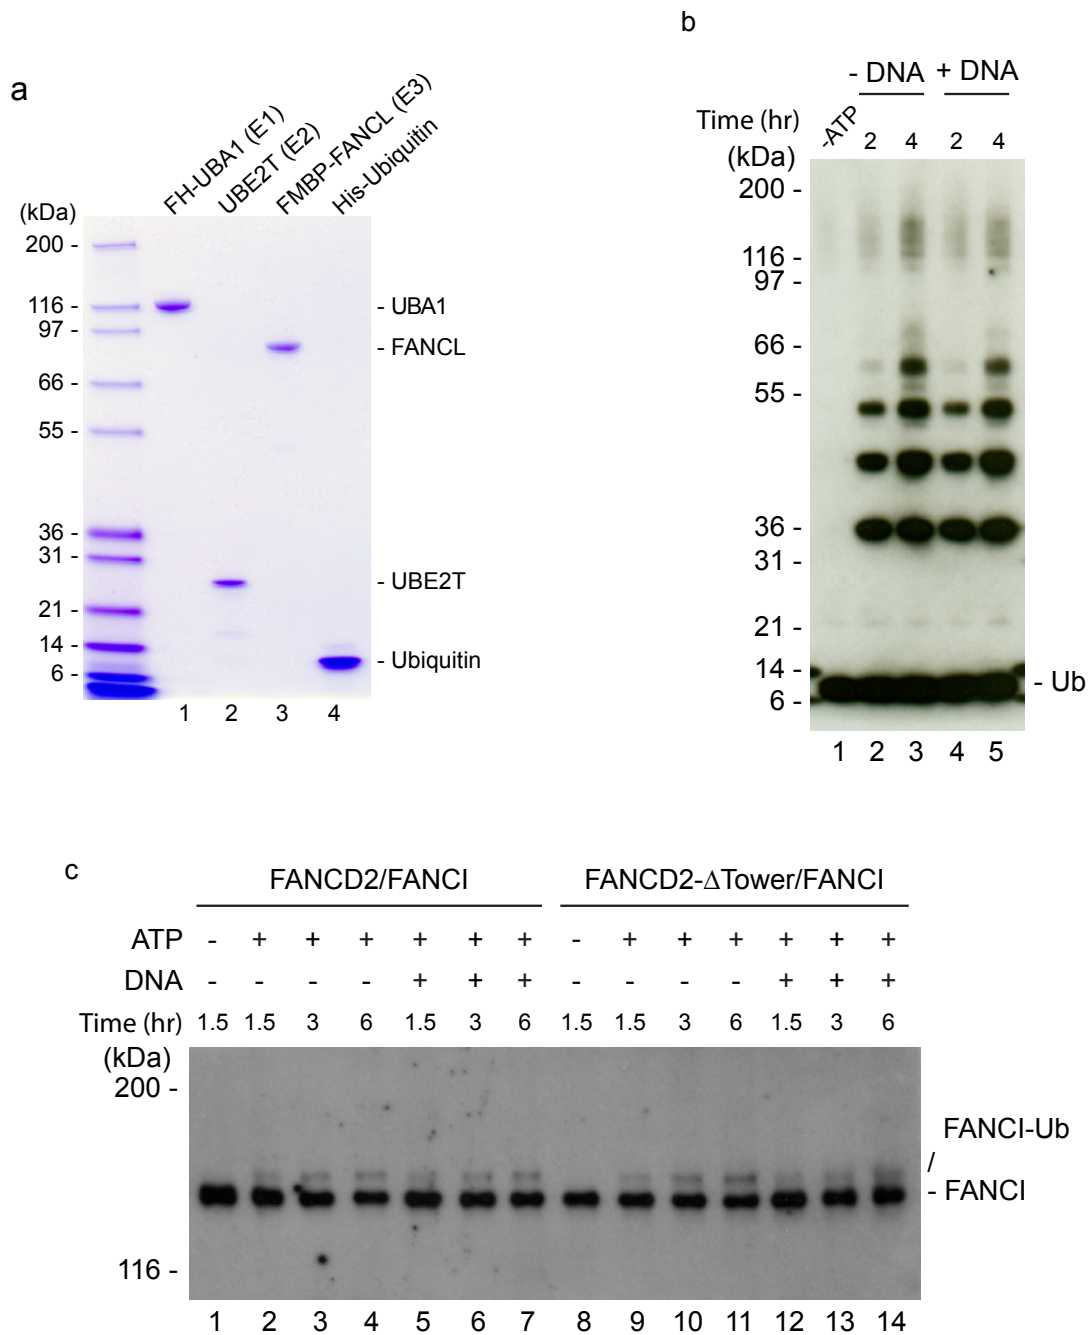 a
FH-UBA1 (E1)
UBE2T (E2)
FMBP-FANCL (E3)
His-Ubiquitin
(kDa)
200 -
116 -
- UBA1
97 -
- FANCL
66 -
55 -
36 -
31 -
- UBE2T
21 -
14 -
- Ubiquitin
6 -
1 2 3 4
b
- DNA + DNA
Time (hr) -ATP 2 4 2 4
(kDa)
200 -
116 -
97 -
66 -
55 -
36 -
31 -
21 -
14 -
- Ub
6 -
1 2 3 4 5
c
FANCD2/FANCI FANCD2-ΔTower/FANCI
ATP - + + + + + + - + + + + + +
DNA - - - - + + + - - - - + + +
Time (hr) 1.5 1.5 3 6 1.5 3 6 1.5 1.5 3 6 1.5 3 6
(kDa)
200 -
FANCI-Ub
/
- FANCI
116 -
1 2 3 4 5 6 7 8 9 10 11 12 13 14